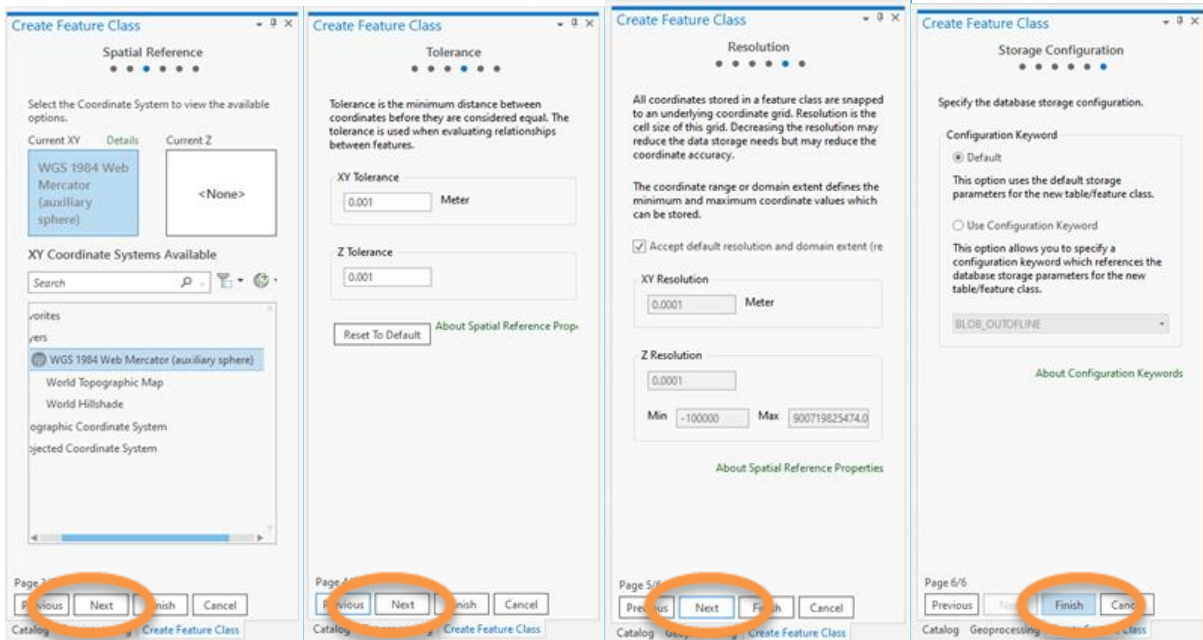 Create Feature Class
Spatial Reference
Select the Coordinate System to view the available
options.
Current XY Details Current Z
WGS 1984 Web
Mercator
(auxiliary
sphere)
<None>
XY Coordinate Systems Available
Search
vorites
yers
WGS 1984 Web Mercator (auxiliary sphere)
World Topographic Map
World Hillshade
ographic Coordinate System
ojected Coordinate System
Page
Next Cancel
Create Feature Class
Create Feature Class
Tolerance
Tolerance is the minimum distance between
coordinates before they are considered equal. The
tolerance is used when evaluating relationships
between features.
XY Tolerance
0.001 Meter
Z Tolerance
0.001
Reset To Default About Spatial Reference Prop
Page
Previous Next Cancel
Create Feature Class
Create Feature Class
Resolution
All coordinates stored in a feature class are snapped
to an underlying coordinate grid. Resolution is the
cell size of this grid. Decreasing the resolution may
reduce the data storage needs but may reduce the
coordinate accuracy.
The coordinate range or domain extent defines the
minimum and maximum coordinate values which
can be stored.
Accept default resolution and domain extent (re
XY Resolution
0.0001 Meter
Z Resolution
0.0001
Min -100000 Max 900719825474.0
About Spatial Reference Properties
Page 5/6
Next Cancel
Catalog Create Feature Class
Create Feature Class
Storage Configuration
Specify the database storage configuration.
Configuration Keyword
Default
This option uses the default storage
parameters for the new table/feature class.
Use Configuration Keyword
This option allows you to specify a
configuration keyword which references the
database storage parameters for the new
table/feature class.
BLOB_OUTOFLINE
About Configuration Keywords
Page 6/6
Previous Finish
Catalog Geoprocessing Class